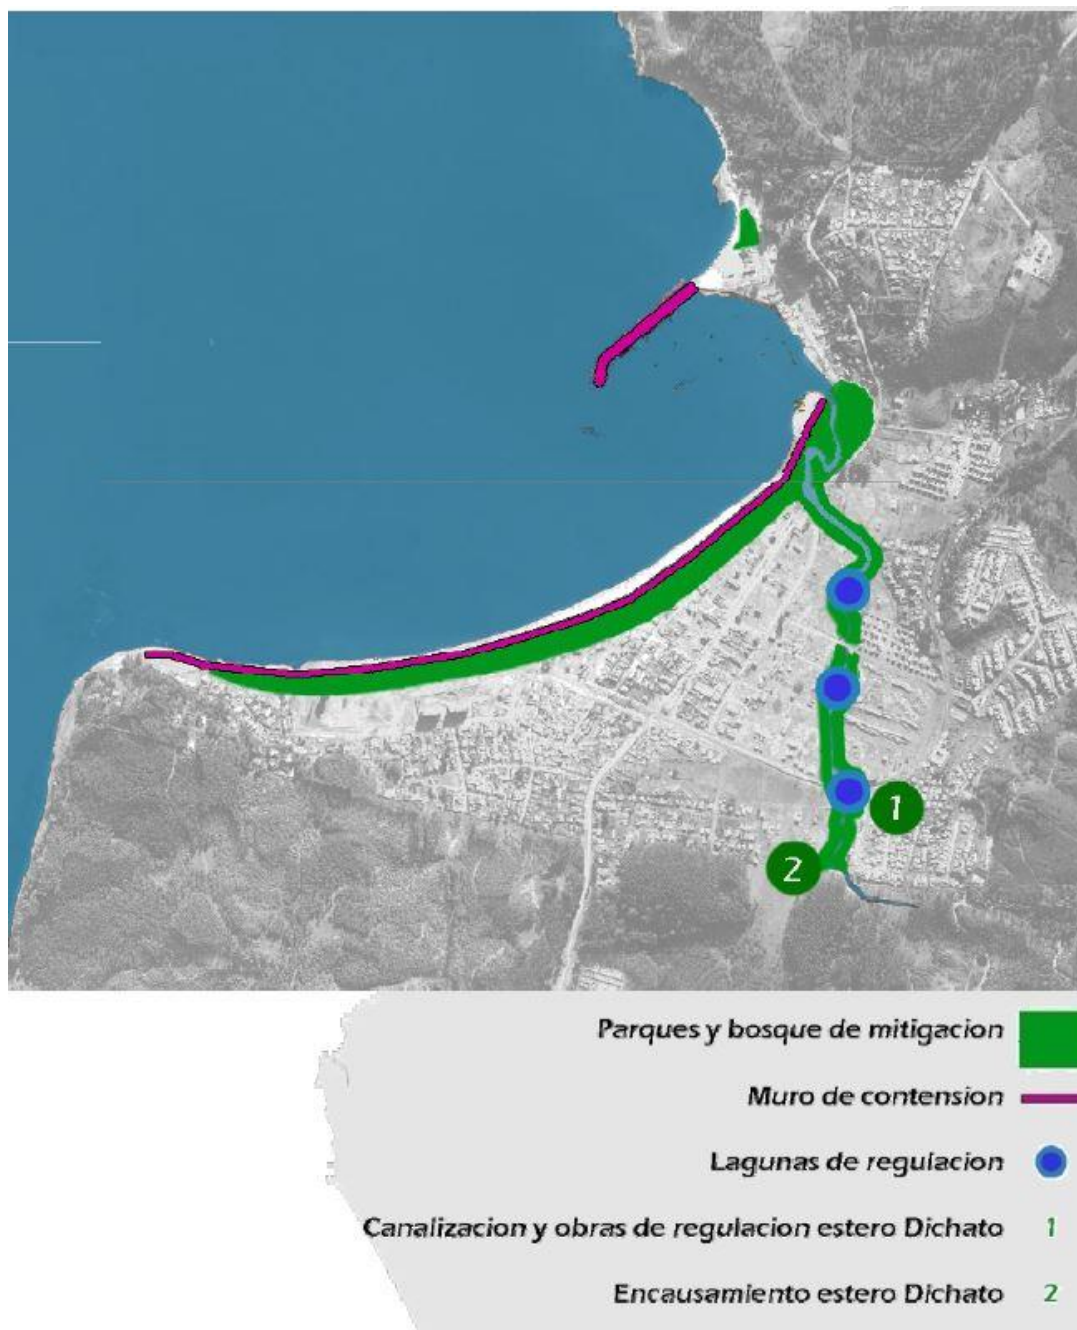 1
2
Parques y bosque de mitigacion
Muro de contension
Lagunas de regulacion
Canalizacion y obras de regulacion estero Dichato 1
Encausamiento estero Dichato 2